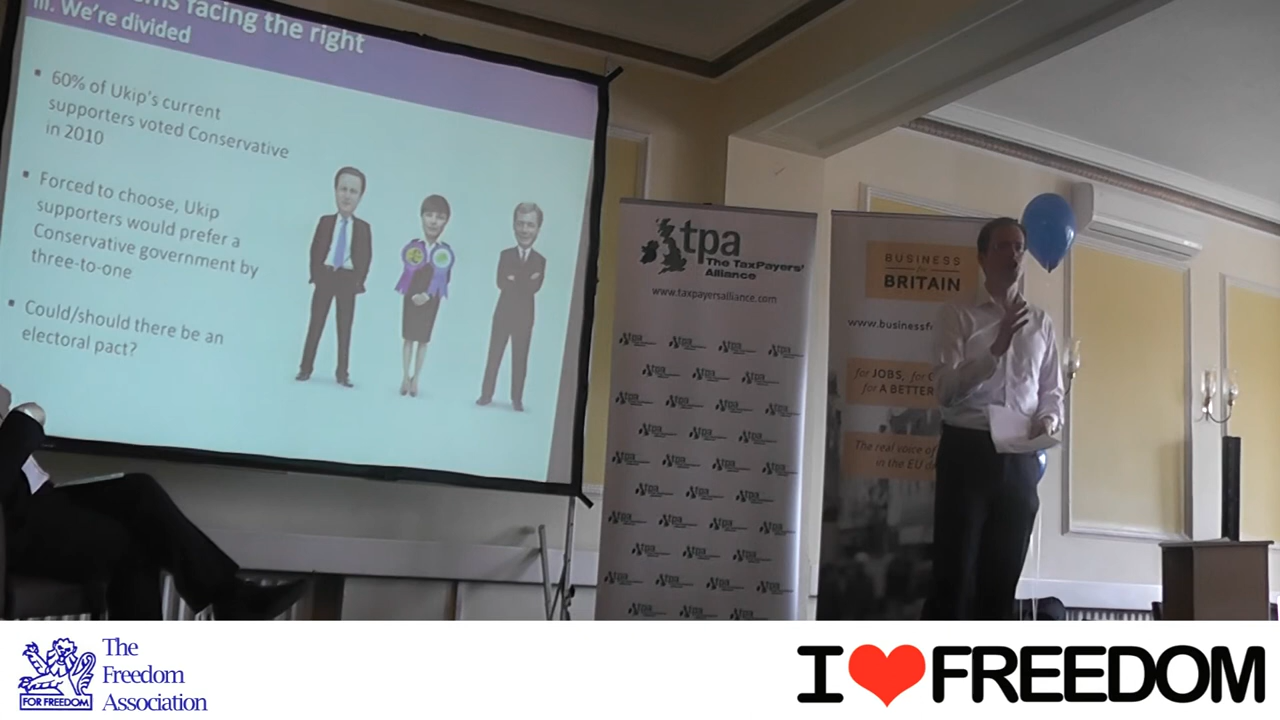 facing the right
III. We're divided
60% of Ukip's current
supporters voted Conservative
in 2010
Forced to choose, Ukip
supporters would prefer a
Conservative government by
three-to-one
Could/should there be an
electoral pact?
tpa
The TaxPayers'
Alliance
www.taxpayersalliance.com
BUSINESS
for
BRITAIN
www.businessf
for JOBS, for
for A BETTER
The real voice of
in the EU
The
Freedom
Association
FOR FREEDOM
I FREEDOM